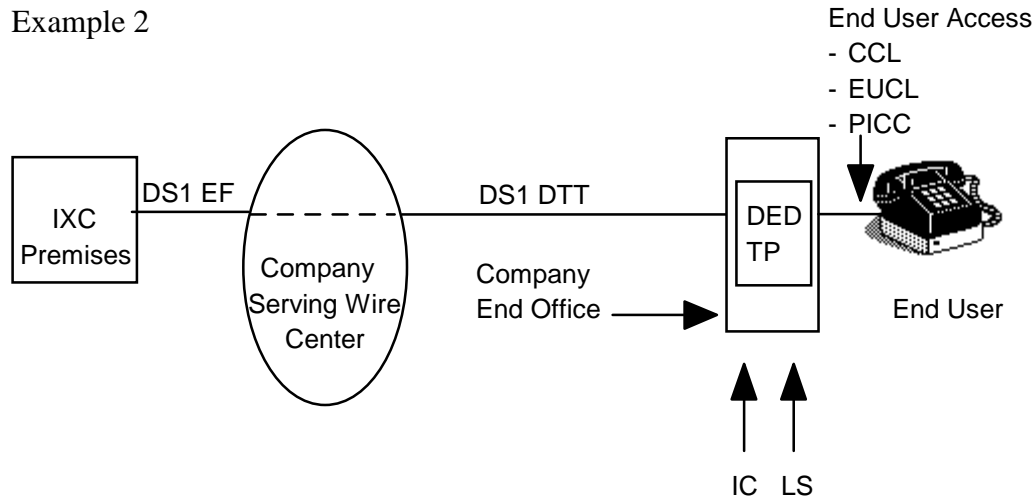 Example 2
End User Access
- CCL
- EUCL
- PICC
IXC
Premises
DS1 EF
Company
Serving Wire
Center
DS1 DTT
Company
End Office
DED
TP
End User
IC LS